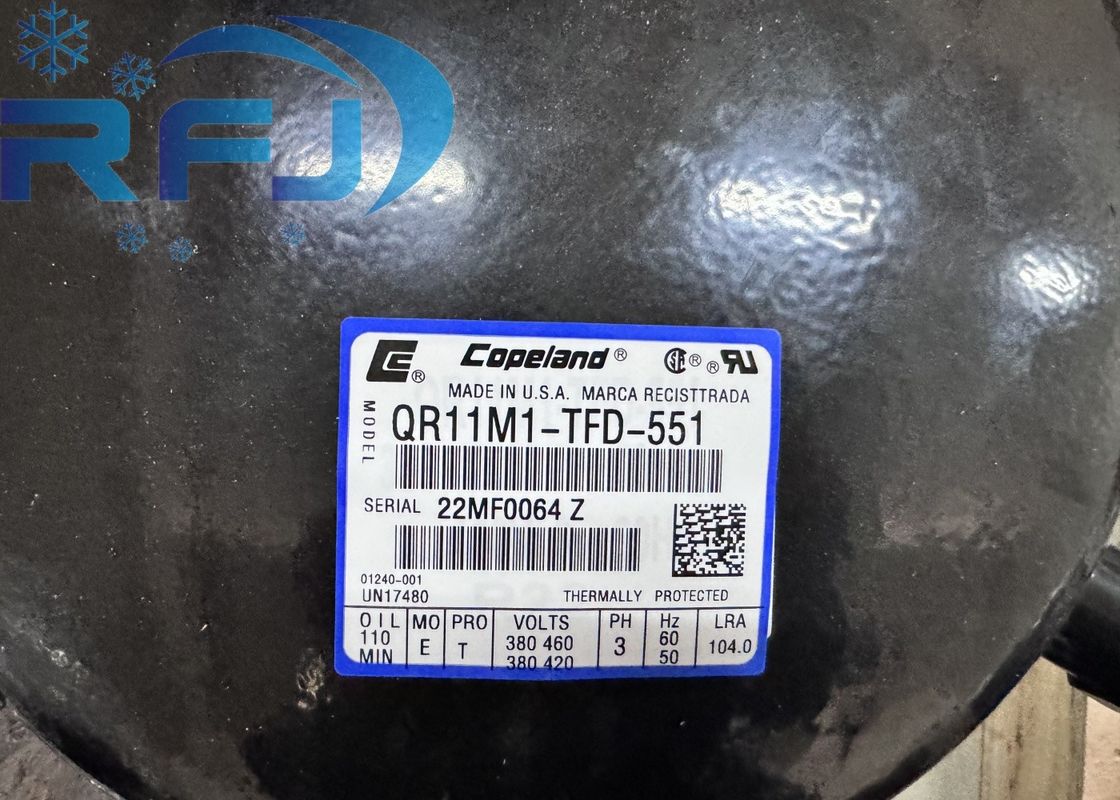 RFJ
Copeland ® ® ®
®
MADE IN U.S.A. MARCA RECISTTRADA
MODEL
QR11M1-TFD-551
SERIAL 22MF0064 Z
01240-001
UN17480 THERMALLY PROTECTED
OIL MO PRO VOLTS PH Hz LRA
110 MIN E T 380 460 3 60 104.0
380 420 50